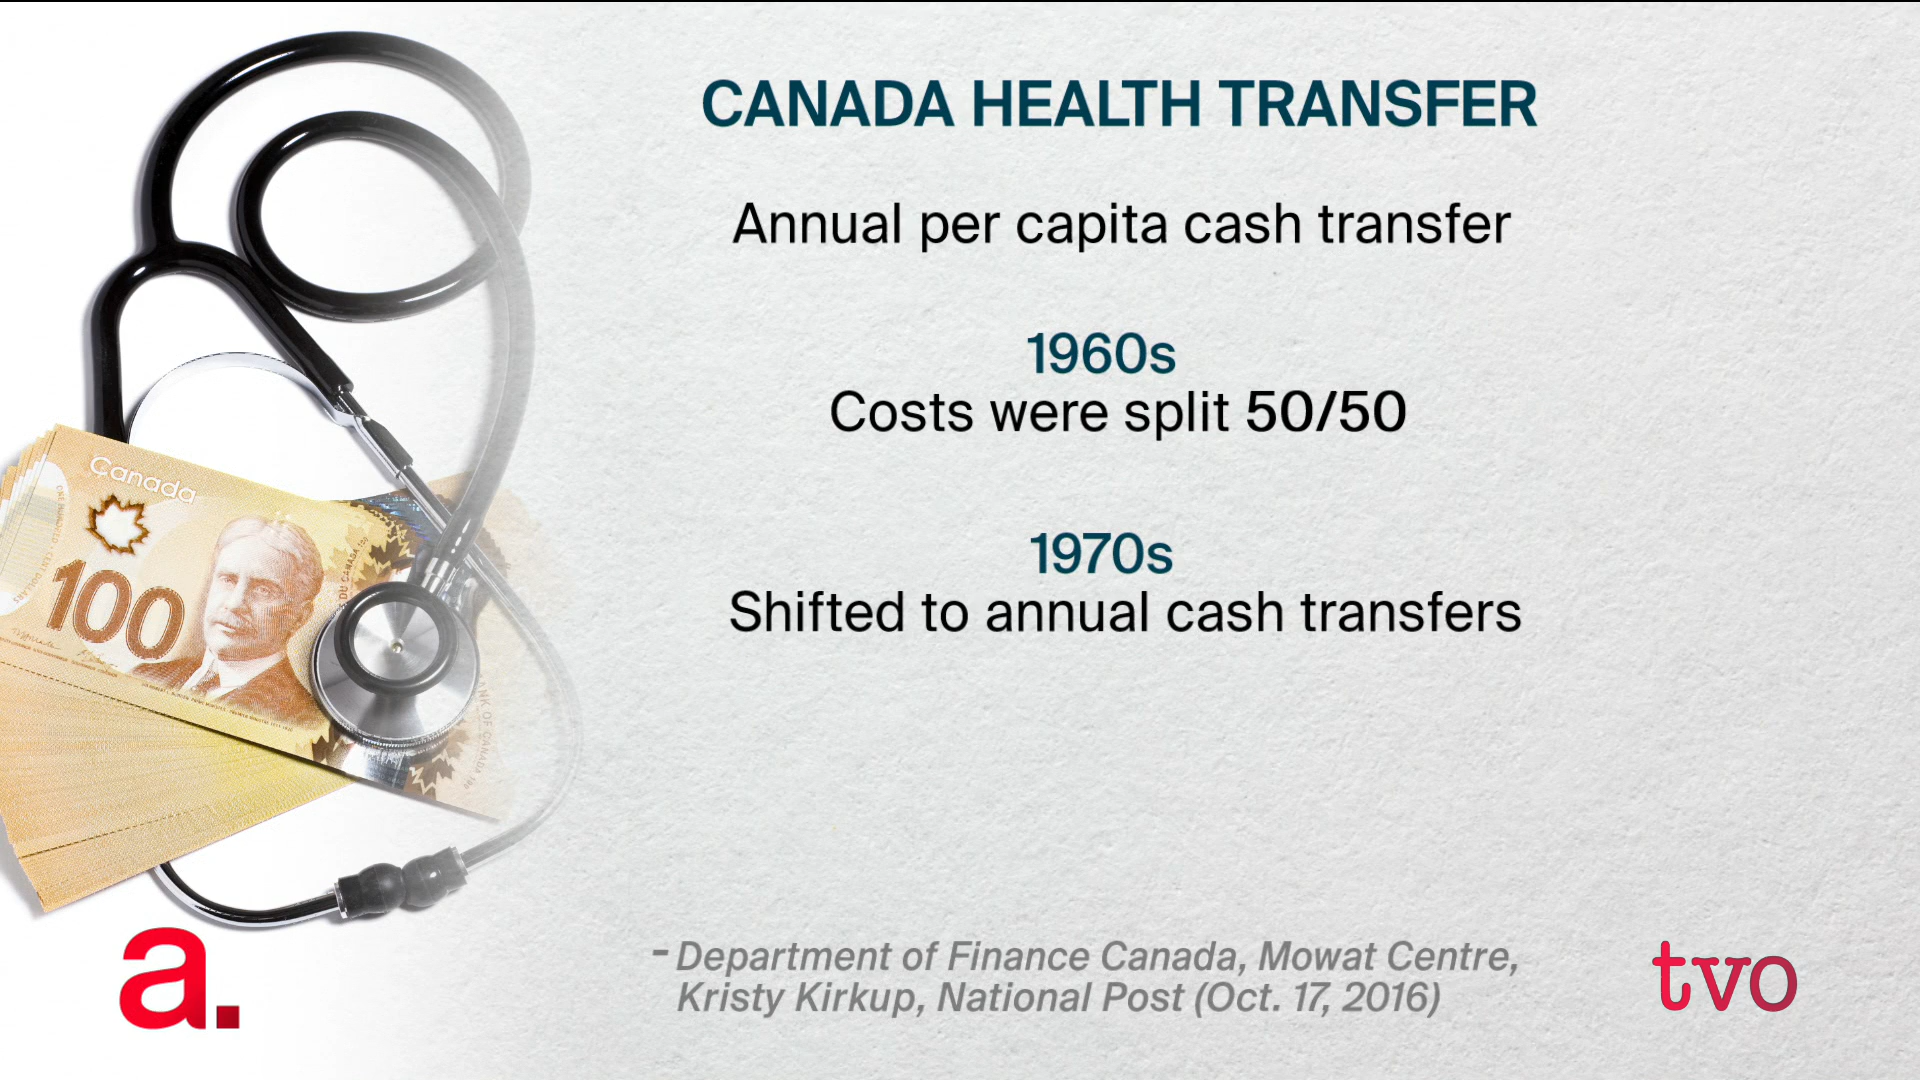 CANADA HEALTH TRANSFER
Annual per capita cash transfer
1960s
Costs were split 50/50
1970s
Shifted to annual cash transfers
Canada
100
- Department of Finance Canada, Mowat Centre,
Kristy Kirkup, National Post (Oct. 17, 2016)
a.
tvo